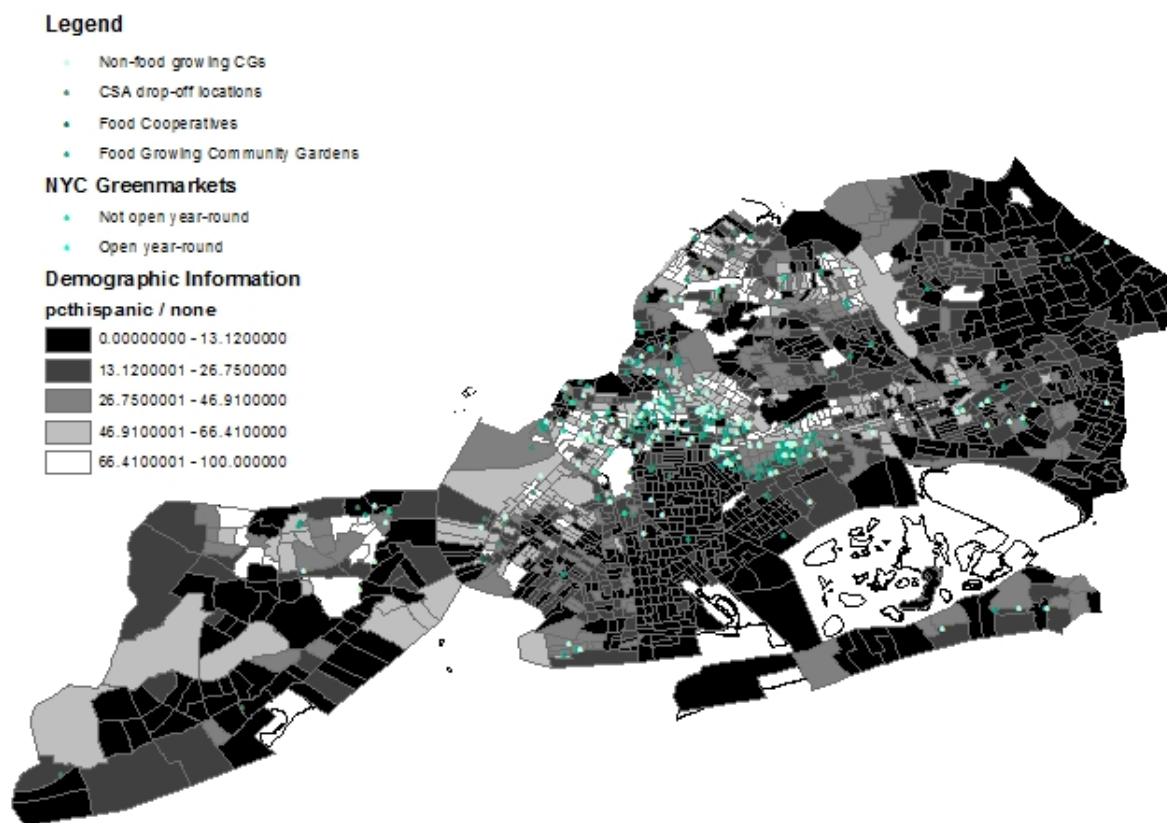 Legend
Non-food growing CGs
CSA drop-off locations
Food Cooperatives
Food Growing Community Gardens
NYC Greenmarkets
Not open year-round
Open year-round
Demographic Information
pcthispanic / none
0.00000000 - 13.1200000
13.1200001 - 26.7500000
26.7500001 - 46.9100000
46.9100001 - 66.4100000
66.4100001 - 100.000000